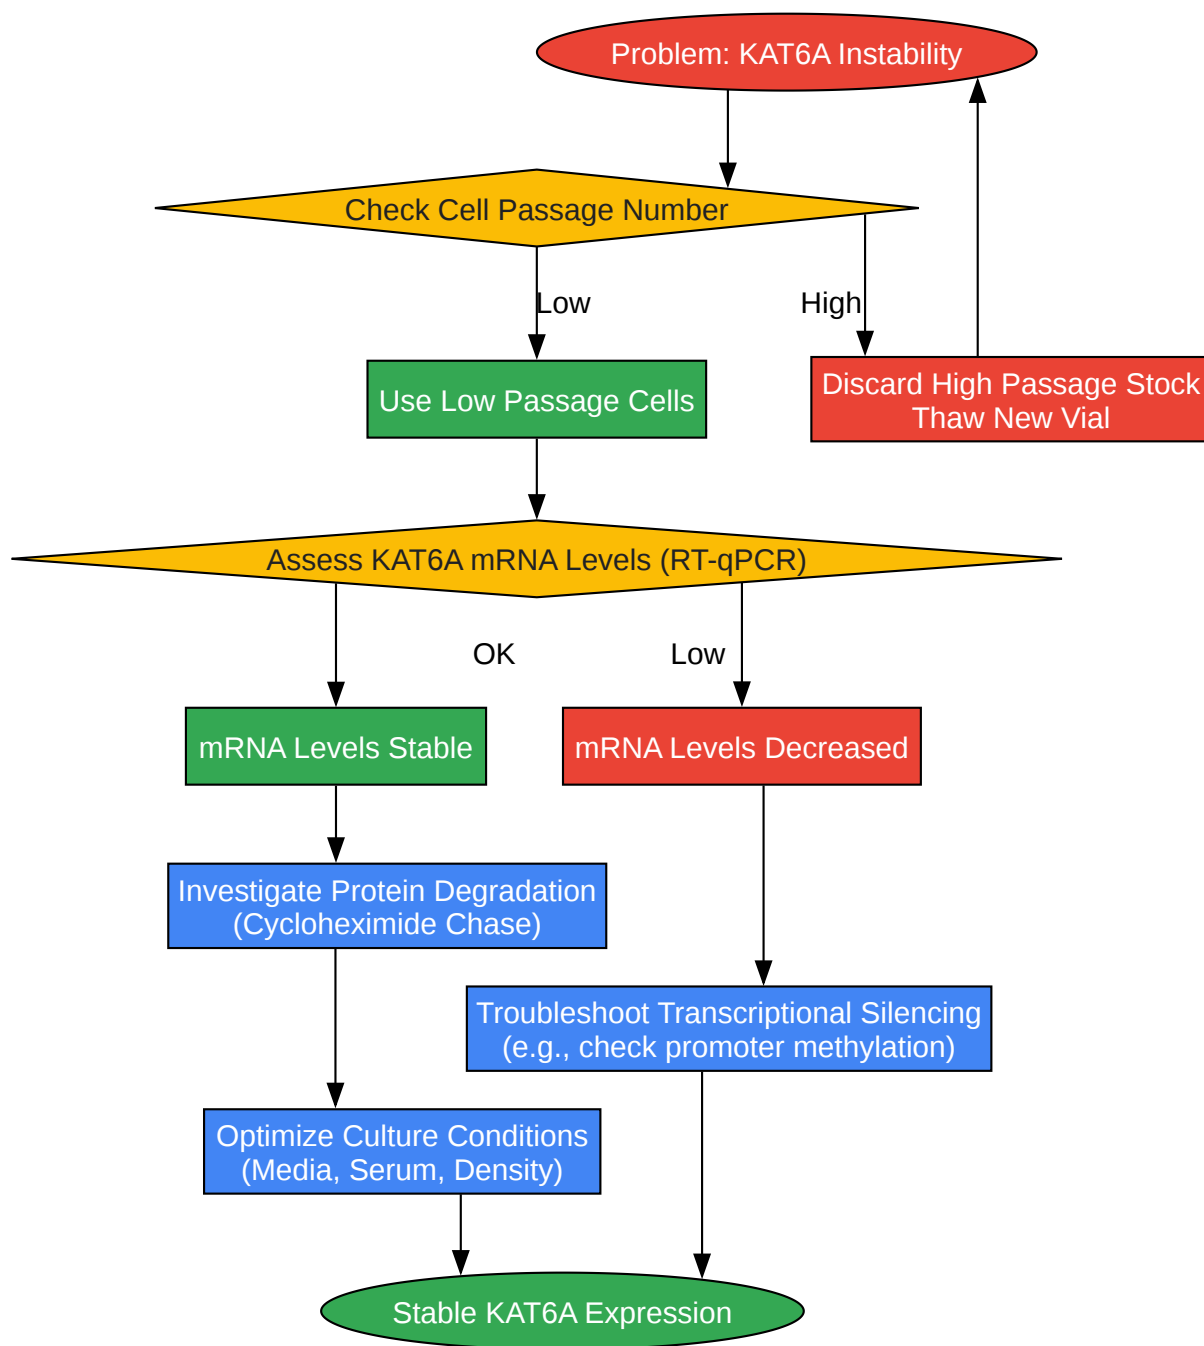 Problem: KAT6A Instability
Check Cell Passage Number
Low
High
Use Low Passage Cells
Discard High Passage Stock
Thaw New Vial
Assess KAT6A mRNA Levels (RT-qPCR)
OK
Low
mRNA Levels Stable
mRNA Levels Decreased
Investigate Protein Degradation
(Cycloheximide Chase)
Troubleshoot Transcriptional Silencing
(e.g., check promoter methylation)
Optimize Culture Conditions
(Media, Serum, Density)
Stable KAT6A Expression